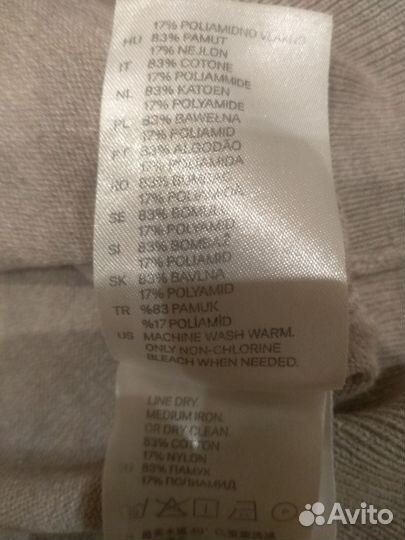 17% POLIAMIDNO VLAKNO
HU 83% PAMUT
17% NEJLON
IT 83% COTONE
17% POLIAMMIDE
NL 83% KATOEN
17% POLYAMIDE
PL 83% BAWEŁNA
17% POLIAMID
PT 83% ALGODÃO
17% POLIAMIDA
RO 83% BUMBAC
17% POLIAMIDĂ
SE 83% BOMULL
17% POLYAMID
SI 83% BOMBAŽ
17% POLIAMID
SK 83% BAVLNA
17% POLYAMID
TR %83 PAMUK
%17 POLİAMİD
US MACHINE WASH WARM.
ONLY NON-CHLORINE
BLEACH WHEN NEEDED.
LINE DRY.
MEDIUM IRON.
OR DRY CLEAN.
83% COTTON
17% NYLON
83% ПАМУК
17% ПОЛИАМИД
Avito